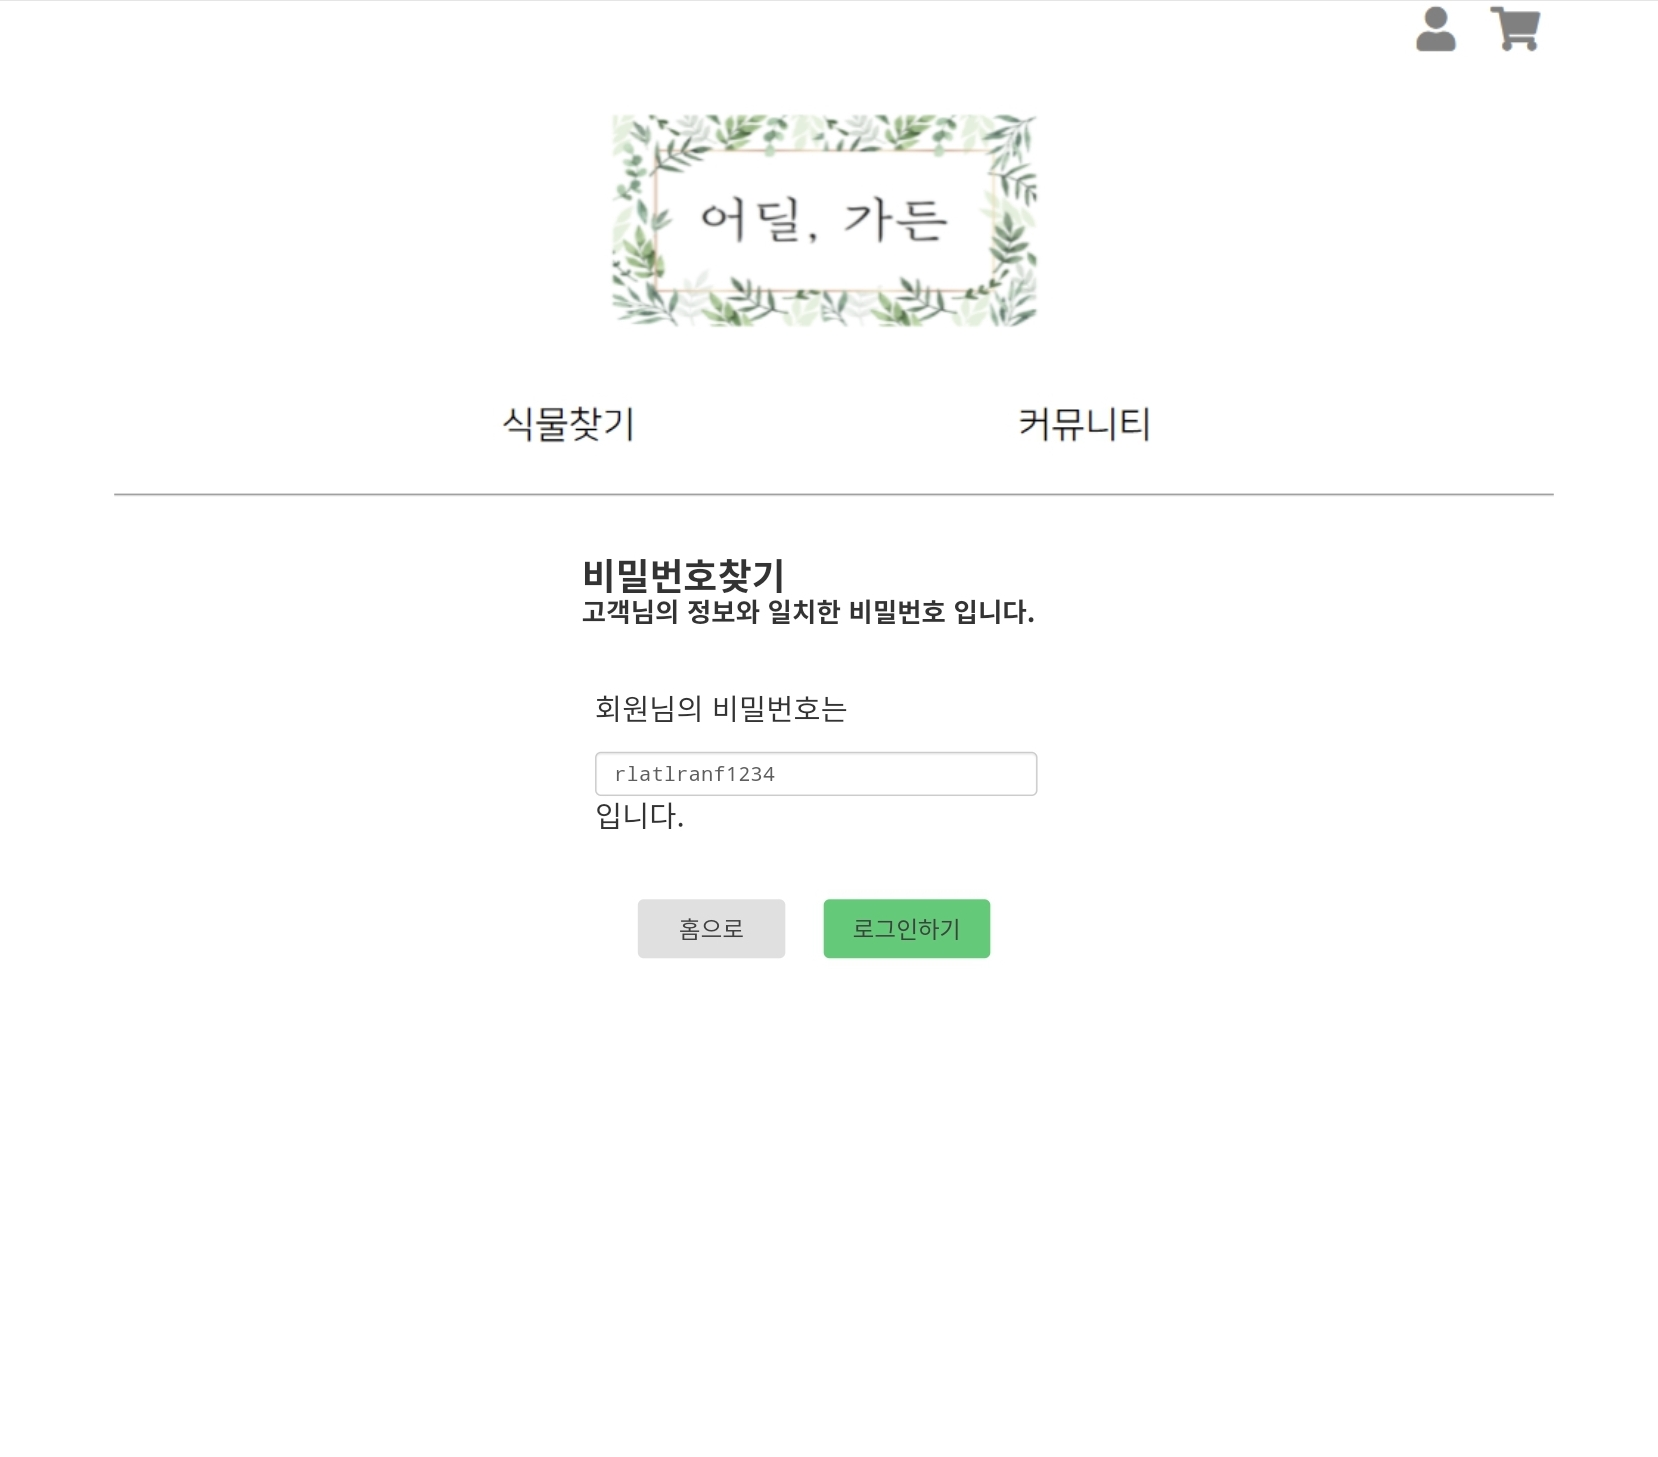 어딜, 가든
식물찾기 커뮤니티
비밀번호찾기
고객님의 정보와 일치한 비밀번호 입니다.
회원님의 비밀번호는
rlatlranf1234
입니다.
홈으로 로그인하기